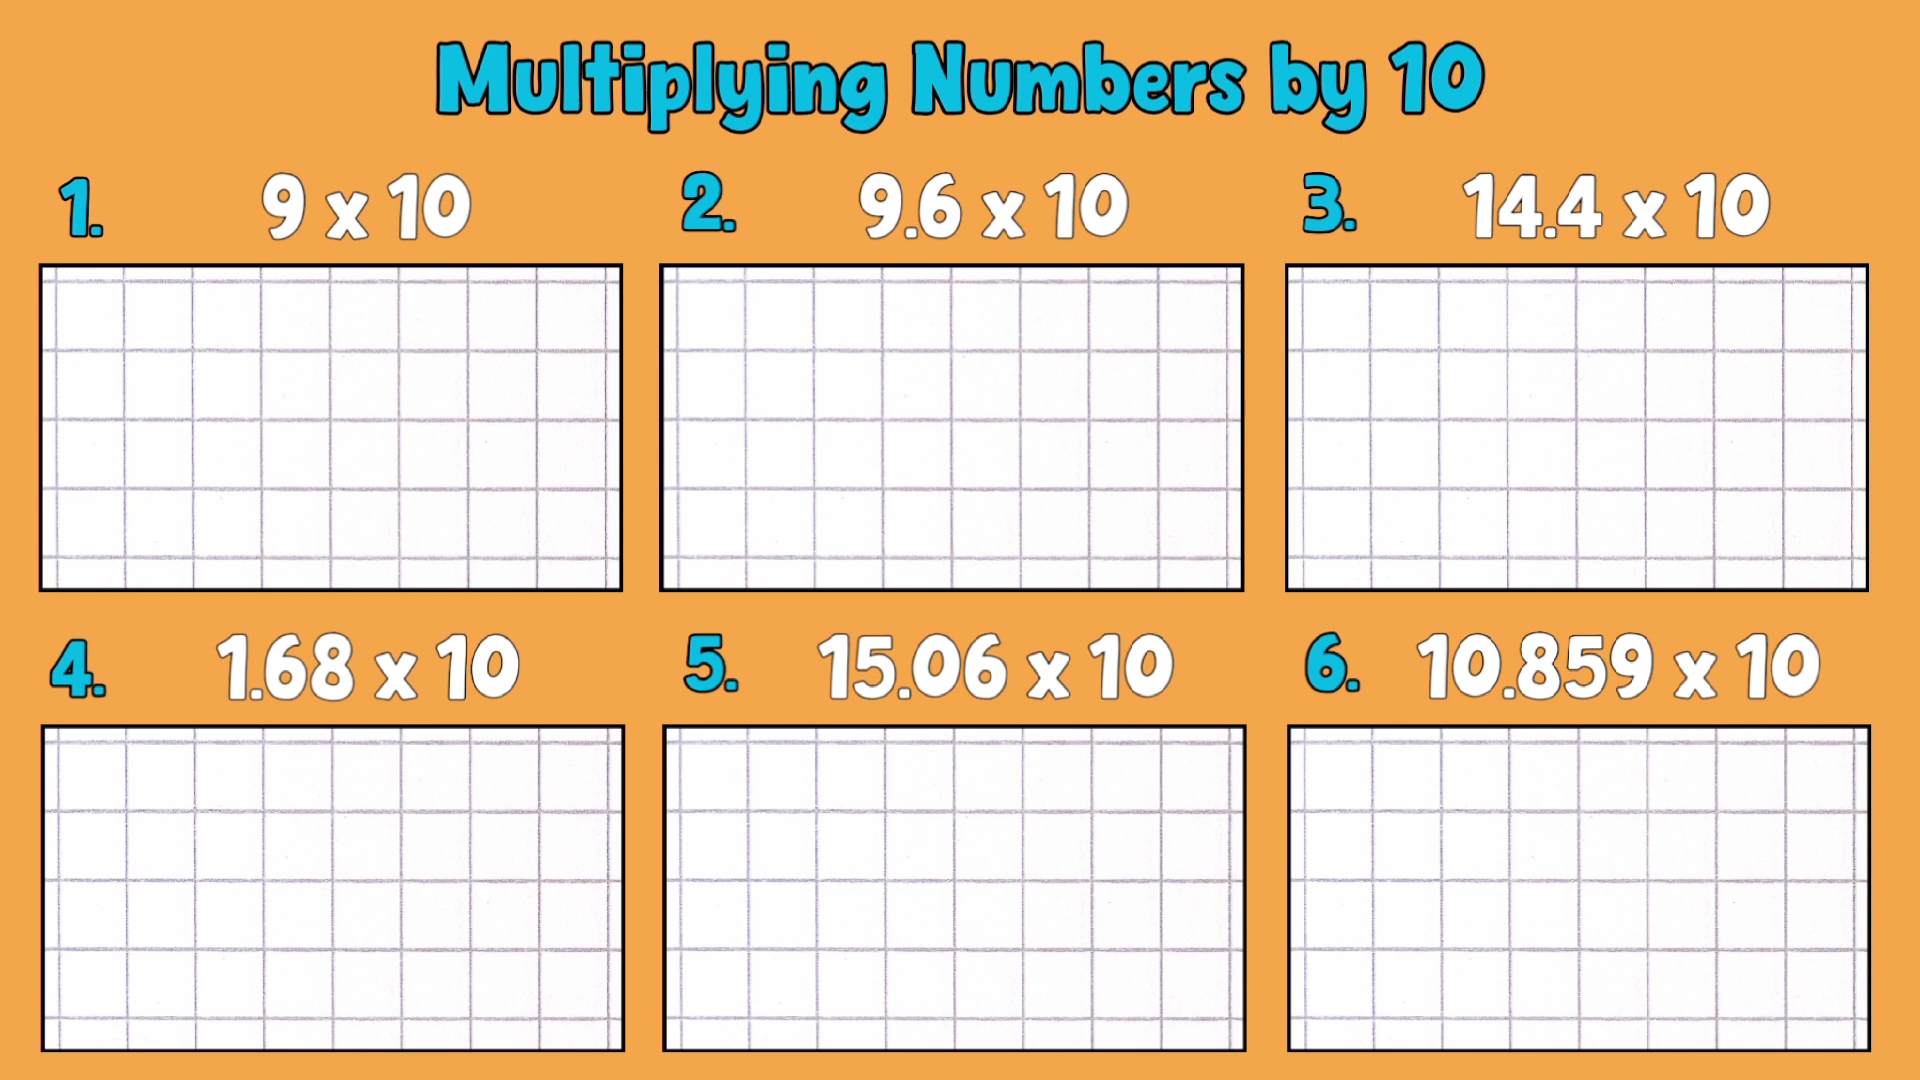 Multiplying Numbers by 10
1. 9 x 10
2. 9.6 x 10
3. 14.4 x 10
4. 1.68 x 10
5. 15.06 x 10
6. 10.859 x 10